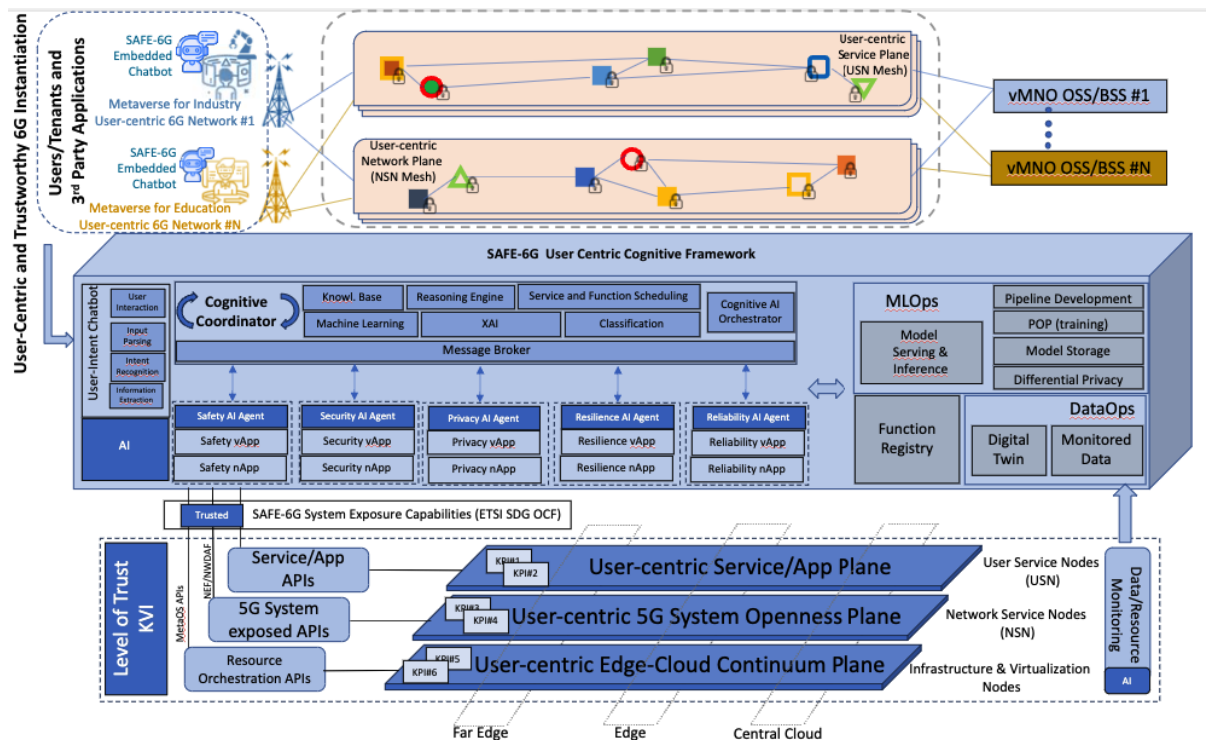 User-Centric and Trustworthy 6G Instantiation
Users/Tenants and
3rd Party Applications
SAFE-6G
Embedded
Chatbot
Metaverse for Industry
User-centric 6G Network #1
SAFE-6G
Embedded
Chatbot
Metaverse for Education
User-centric 6G Network #N
User-centric
Service Plane
(USN Mesh)
User-centric
Network Plane
(NSN Mesh)
vMNO OSS/BSS #1
vMNO OSS/BSS #N
SAFE-6G User Centric Cognitive Framework
User-Intent Chatbot
User
Interaction
Input
Parsing
Intent
Recognition
Information
Extraction
AI
Cognitive
Coordinator
Knowl. Base
Reasoning Engine
Service and Function Scheduling
Machine Learning
XAI
Classification
Cognitive AI
Orchestrator
Message Broker
Safety AI Agent
Safety vApp
Safety nApp
Security AI Agent
Security vApp
Security nApp
Privacy AI Agent
Privacy vApp
Privacy nApp
Resilience AI Agent
Resilience vApp
Resilience nApp
Reliability AI Agent
Reliability vApp
Reliability nApp
MLOps
Model
Serving &
Inference
Pipeline Development
POP (training)
Model Storage
Differential Privacy
Function
Registry
DataOps
Digital
Twin
Monitored
Data
Trusted
SAFE-6G System Exposure Capabilities (ETSI SDG OCF)
Level of Trust
KVI
MetaOS APIs
NEF/NWDAF
Service/App
APIs
5G System
exposed APIs
Resource
Orchestration APIs
KPI#1
KPI#2
User-centric Service/App Plane
KPI#3
KPI#4
User-centric 5G System Openness Plane
KPI#5
KPI#6
User-centric Edge-Cloud Continuum Plane
User Service Nodes
(USN)
Network Service Nodes
(NSN)
Infrastructure & Virtualization
Nodes
Data/Resource
Monitoring
AI
Far Edge
Edge
Central Cloud